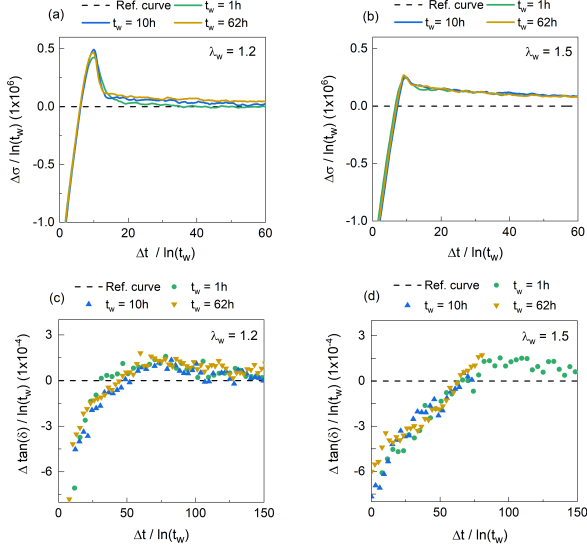 (a)
Ref. curve
t_w = 1h
t_w = 10h
t_w = 62h
λ_w = 1.2
Δσ / ln(t_w) (1x10^6)
0.5
0.0
-0.5
-1.0
0 20 40 60
Δt / ln(t_w)
(b)
Ref. curve
t_w = 1h
t_w = 10h
t_w = 62h
λ_w = 1.5
Δσ / ln(t_w) (1x10^6)
0.5
0.0
-0.5
-1.0
0 20 40 60
Δt / ln(t_w)
(c)
Ref. curve
t_w = 1h
t_w = 10h
t_w = 62h
λ_w = 1.2
Δ tan(δ) / ln(t_w) (1x10^-4)
3
0
-3
-6
0 50 100 150
Δt / ln(t_w)
(d)
Ref. curve
t_w = 1h
t_w = 10h
t_w = 62h
λ_w = 1.5
Δ tan(δ) / ln(t_w) (1x10^-4)
3
0
-3
-6
0 50 100 150
Δt / ln(t_w)